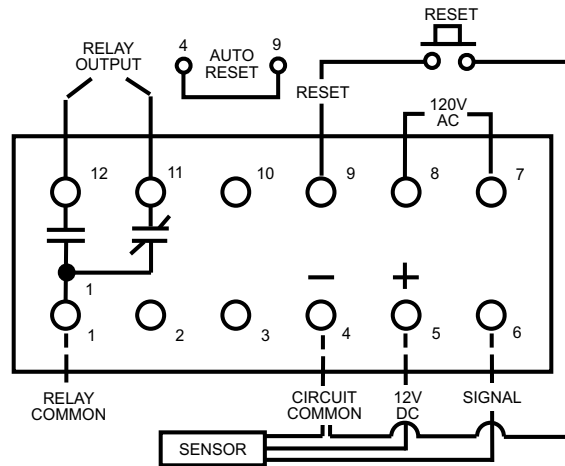 RESET
RELAY
OUTPUT
4
9
AUTO
RESET
RESET
120V
AC
12
11
10
9
8
7
1
−
+
1
2
3
4
5
6
RELAY
COMMON
CIRCUIT
COMMON
12V
DC
SIGNAL
SENSOR